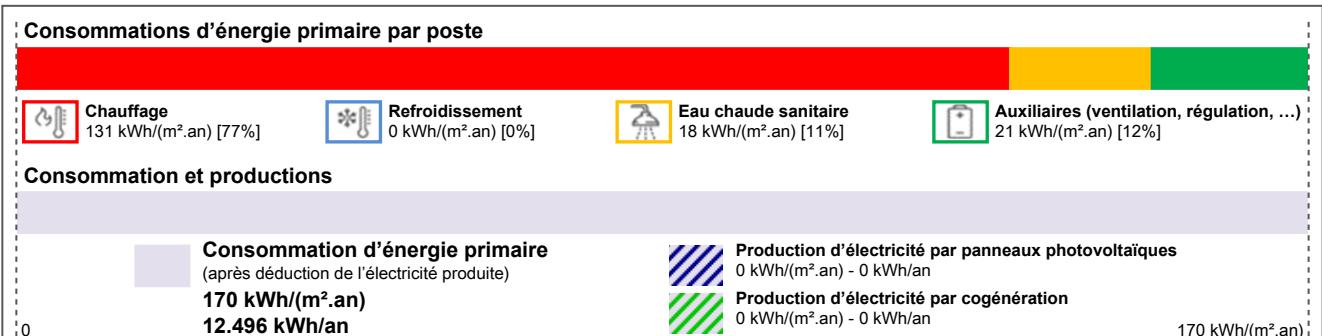 Consommations d’énergie primaire par poste
Chauffage
131 kWh/(m².an) [77%]
Refroidissement
0 kWh/(m².an) [0%]
Eau chaude sanitaire
18 kWh/(m².an) [11%]
Auxiliaires (ventilation, régulation, …)
21 kWh/(m².an) [12%]
Consommation et productions
Consommation d’énergie primaire
(après déduction de l’électricité produite)
170 kWh/(m².an)
12.496 kWh/an
Production d’électricité par panneaux photovoltaïques
0 kWh/(m².an) - 0 kWh/an
Production d’électricité par cogénération
0 kWh/(m².an) - 0 kWh/an
0
170 kWh/(m².an)